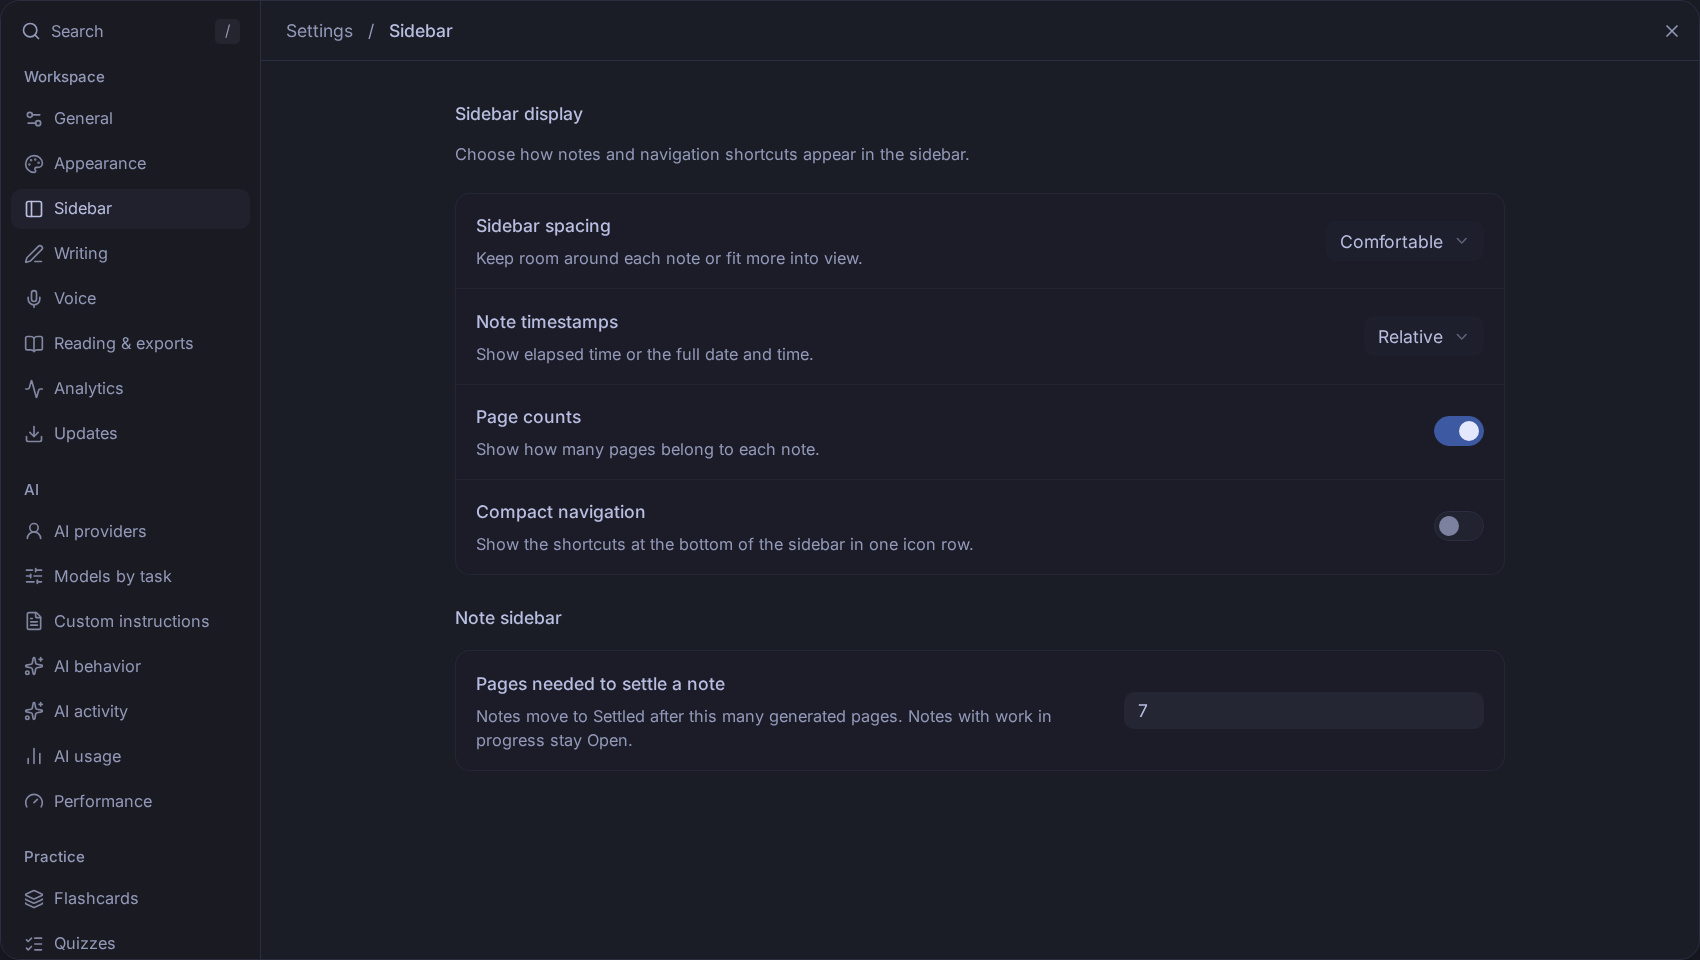 Search /
Workspace
General
Appearance
Sidebar
Writing
Voice
Reading & exports
Analytics
Updates
AI
AI providers
Models by task
Custom instructions
AI behavior
AI activity
AI usage
Performance
Practice
Flashcards
Quizzes
Settings / Sidebar
Sidebar display
Choose how notes and navigation shortcuts appear in the sidebar.
Sidebar spacing
Keep room around each note or fit more into view.
Comfortable
Note timestamps
Show elapsed time or the full date and time.
Relative
Page counts
Show how many pages belong to each note.
Compact navigation
Show the shortcuts at the bottom of the sidebar in one icon row.
Note sidebar
Pages needed to settle a note
Notes move to Settled after this many generated pages. Notes with work in
progress stay Open.
7